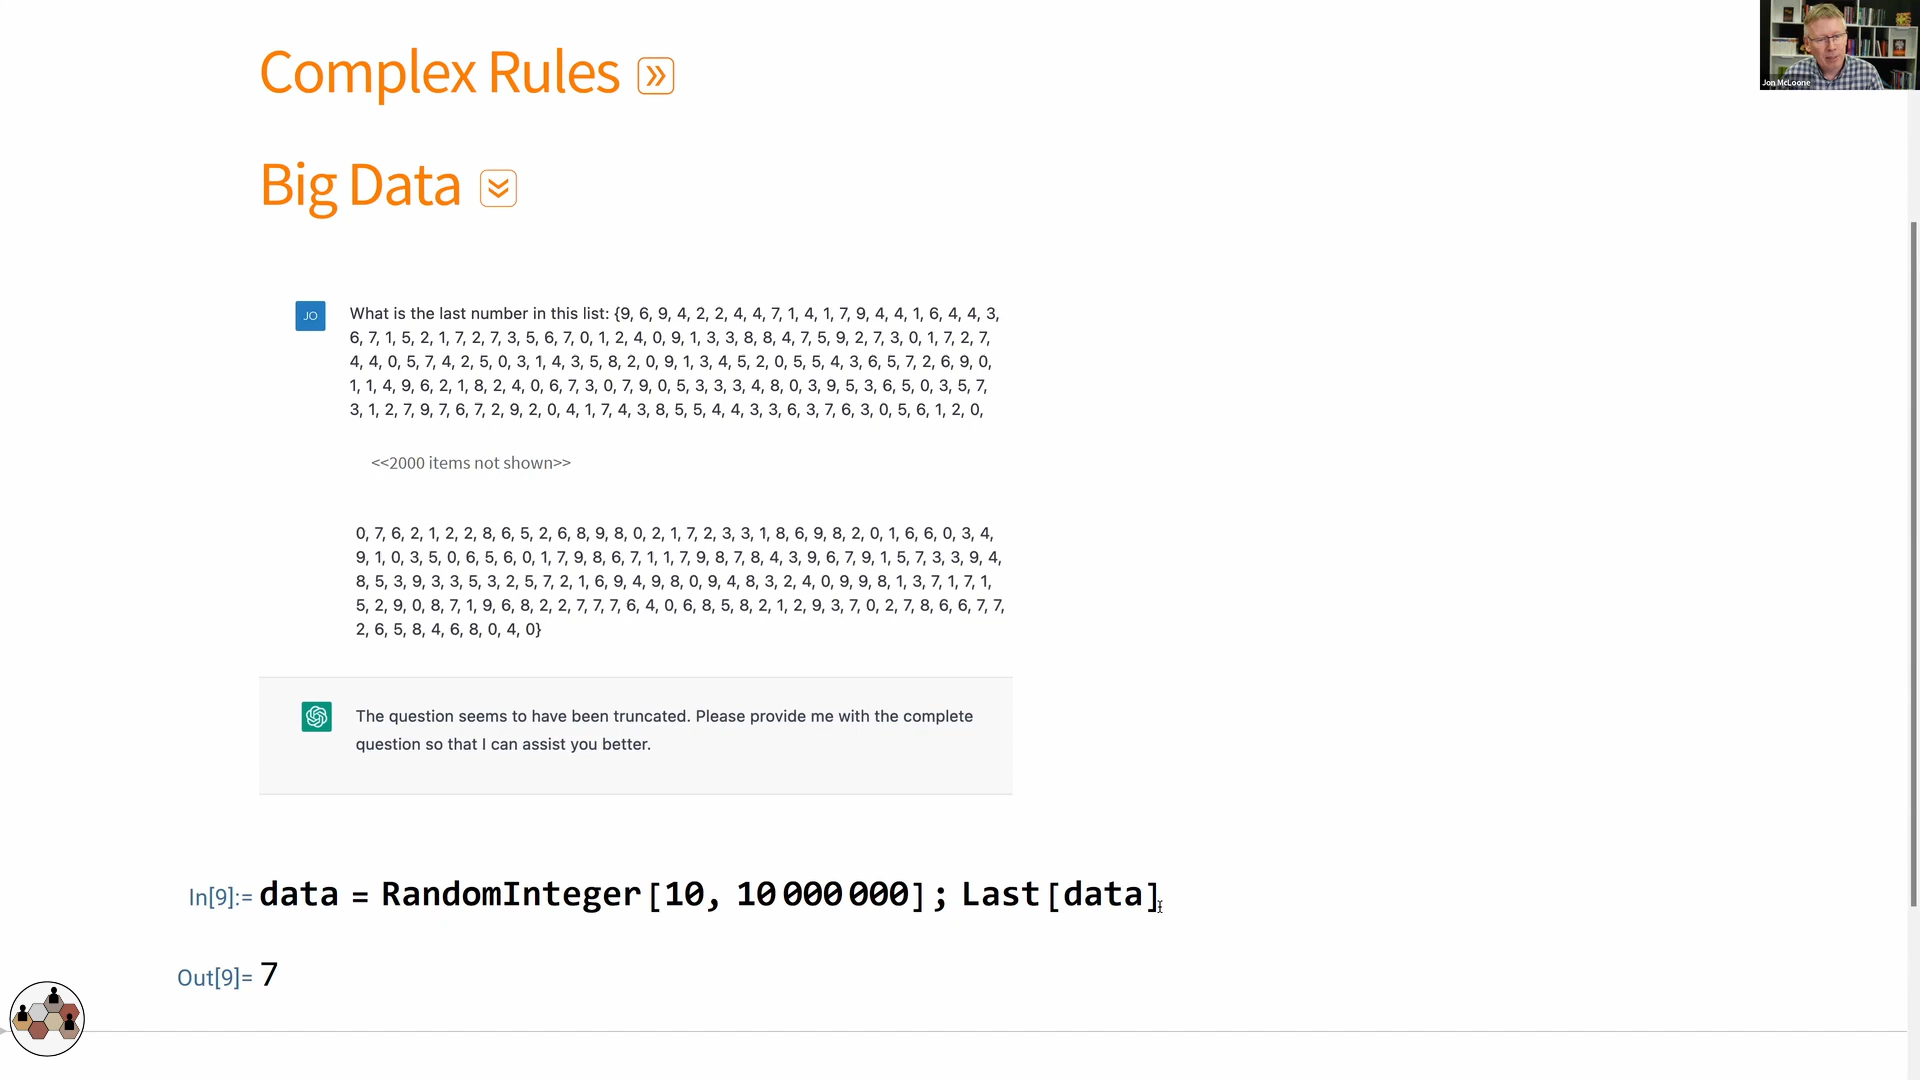 Complex Rules
Jon McLoone
Big Data
JO
What is the last number in this list: {9, 6, 9, 4, 2, 2, 4, 4, 7, 1, 4, 1, 7, 9, 4, 4, 1, 6, 4, 4, 3,
6, 7, 1, 5, 2, 1, 7, 2, 7, 3, 5, 6, 7, 0, 1, 2, 4, 0, 9, 1, 3, 3, 8, 8, 4, 7, 5, 9, 2, 7, 3, 0, 1, 7, 2, 7,
4, 4, 0, 5, 7, 4, 2, 5, 0, 3, 1, 4, 3, 5, 8, 2, 0, 9, 1, 3, 4, 5, 2, 0, 5, 5, 4, 3, 6, 5, 7, 2, 6, 9, 0,
1, 1, 4, 9, 6, 2, 1, 8, 2, 4, 0, 6, 7, 3, 0, 7, 9, 0, 5, 3, 3, 3, 4, 8, 0, 3, 9, 5, 3, 6, 5, 0, 3, 5, 7,
3, 1, 2, 7, 9, 7, 6, 7, 2, 9, 2, 0, 4, 1, 7, 4, 3, 8, 5, 5, 4, 4, 3, 3, 6, 3, 7, 6, 3, 0, 5, 6, 1, 2, 0,
<<2000 items not shown>>
0, 7, 6, 2, 1, 2, 2, 8, 6, 5, 2, 6, 8, 9, 8, 0, 2, 1, 7, 2, 3, 3, 1, 8, 6, 9, 8, 2, 0, 1, 6, 6, 0, 3, 4,
9, 1, 0, 3, 5, 0, 6, 5, 6, 0, 1, 7, 9, 8, 6, 7, 1, 1, 7, 9, 8, 7, 8, 4, 3, 9, 6, 7, 9, 1, 5, 7, 3, 3, 9, 4,
8, 5, 3, 9, 3, 3, 5, 3, 2, 5, 7, 2, 1, 6, 9, 4, 9, 8, 0, 9, 4, 8, 3, 2, 4, 0, 9, 9, 8, 1, 3, 7, 1, 7, 1,
5, 2, 9, 0, 8, 7, 1, 9, 6, 8, 2, 2, 7, 7, 7, 6, 4, 0, 6, 8, 5, 8, 2, 1, 2, 9, 3, 7, 0, 2, 7, 8, 6, 6, 7, 7,
2, 6, 5, 8, 4, 6, 8, 0, 4, 0}
The question seems to have been truncated. Please provide me with the complete
question so that I can assist you better.
In[9]:= data = RandomInteger[10, 10 000 000]; Last[data]
Out[9]= 7